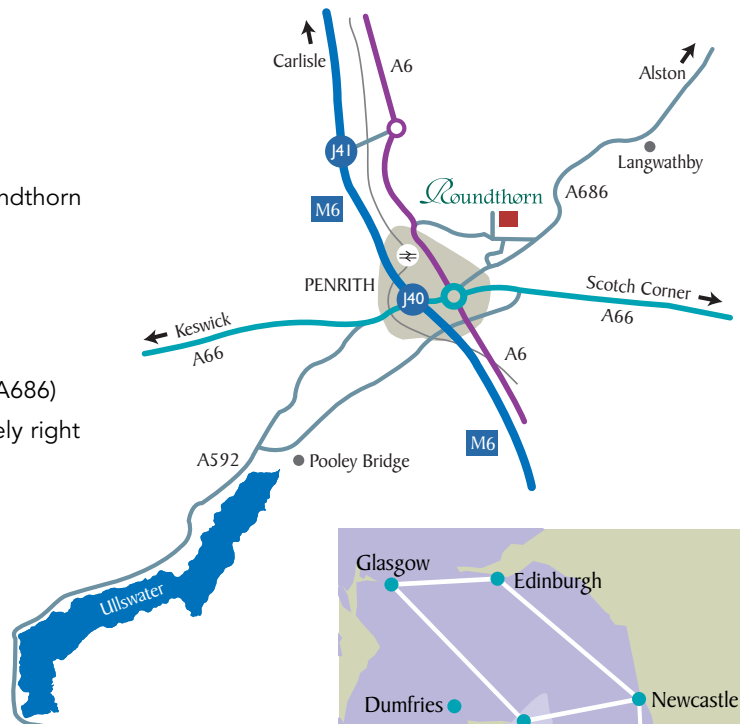 Carlisle
A6
Alston
J41
Langwathby
ndthorn
Roundthorn
A686
M6
PENRITH
J40
Scotch Corner
A66
Keswick
A66
A6
A686)
ely right
M6
A592
Pooley Bridge
Ullswater
Glasgow
Edinburgh
Dumfries
Newcastle